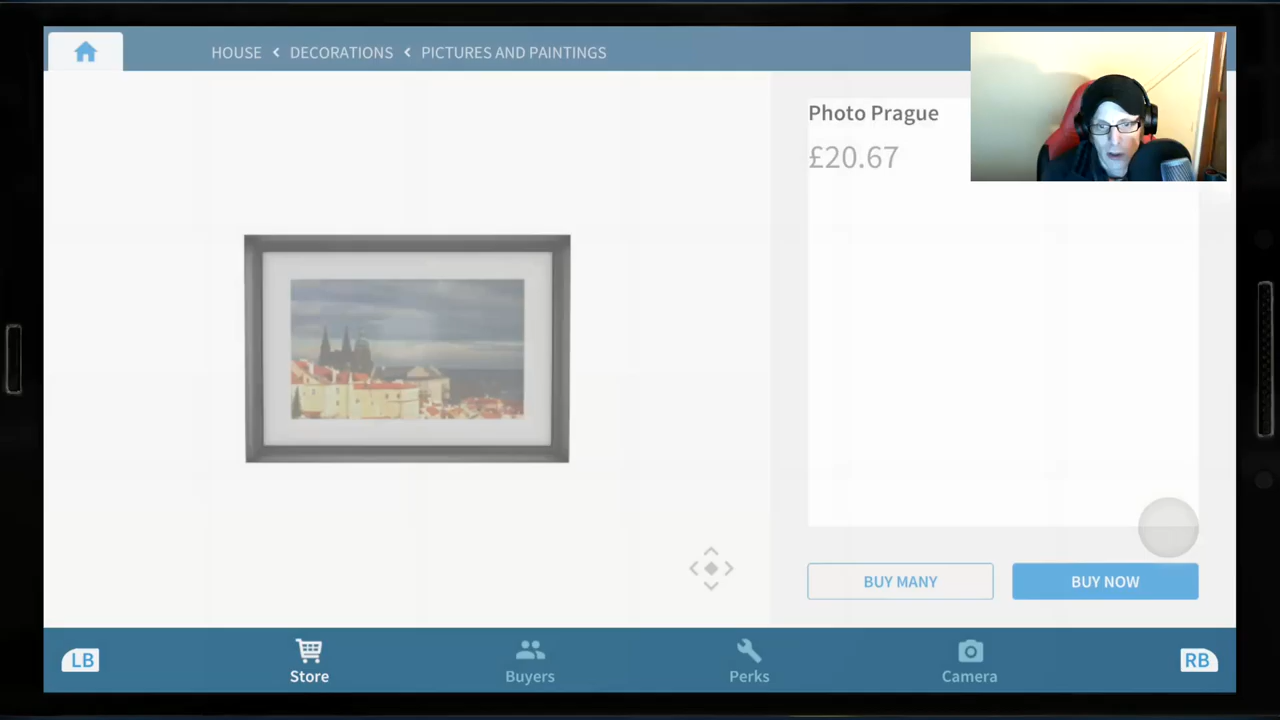 HOUSE < DECORATIONS < PICTURES AND PAINTINGS
Photo Prague
£20.67
BUY MANY
BUY NOW
LB
Store
Buyers
Perks
Camera
RB